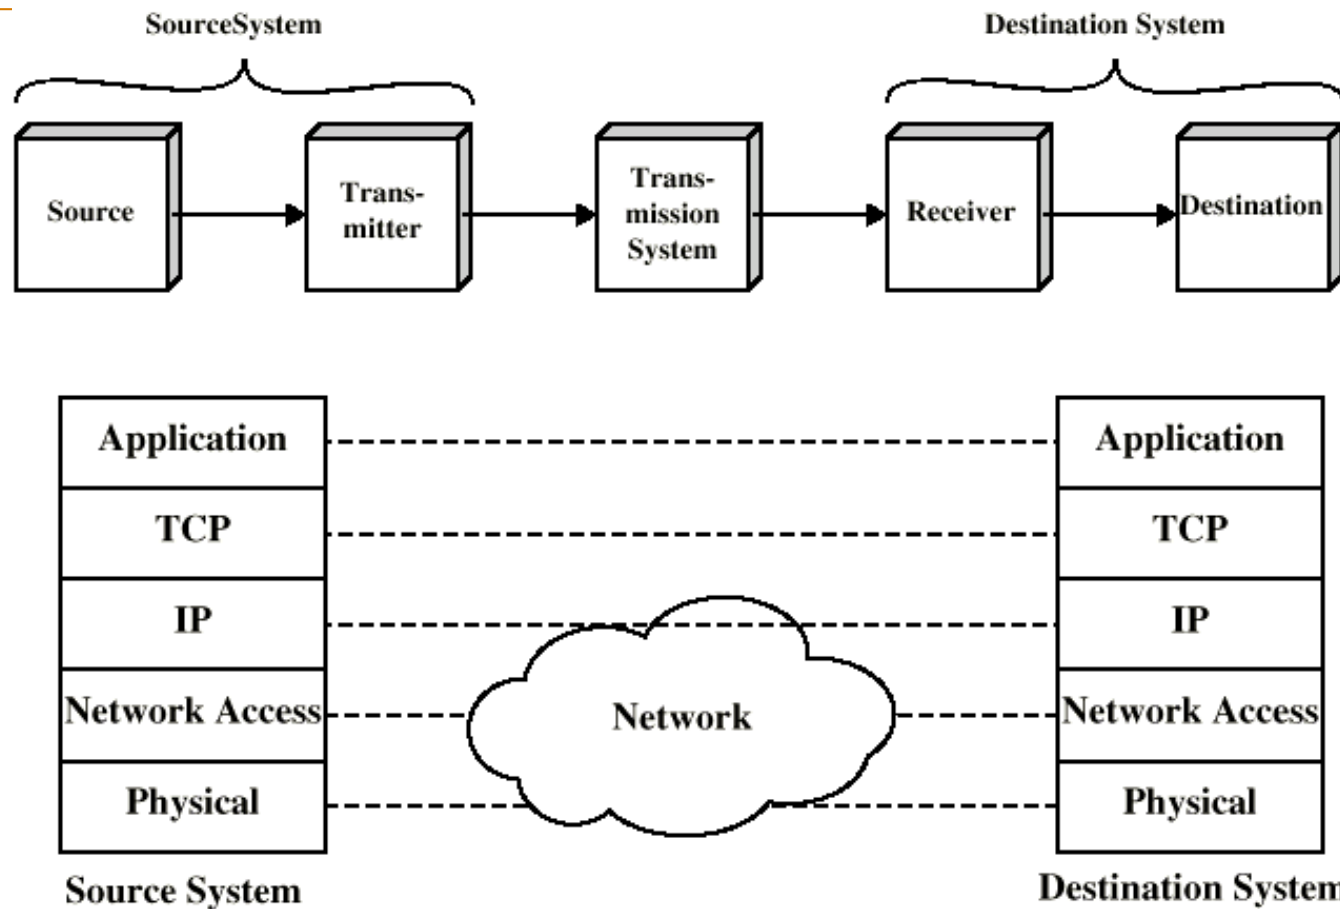 SourceSystem
Destination System
Source
Trans-
mitter
Trans-
mission
System
Receiver
Destination
Application
TCP
IP
Network Access
Physical
Source System
Network
Application
TCP
IP
Network Access
Physical
Destination System